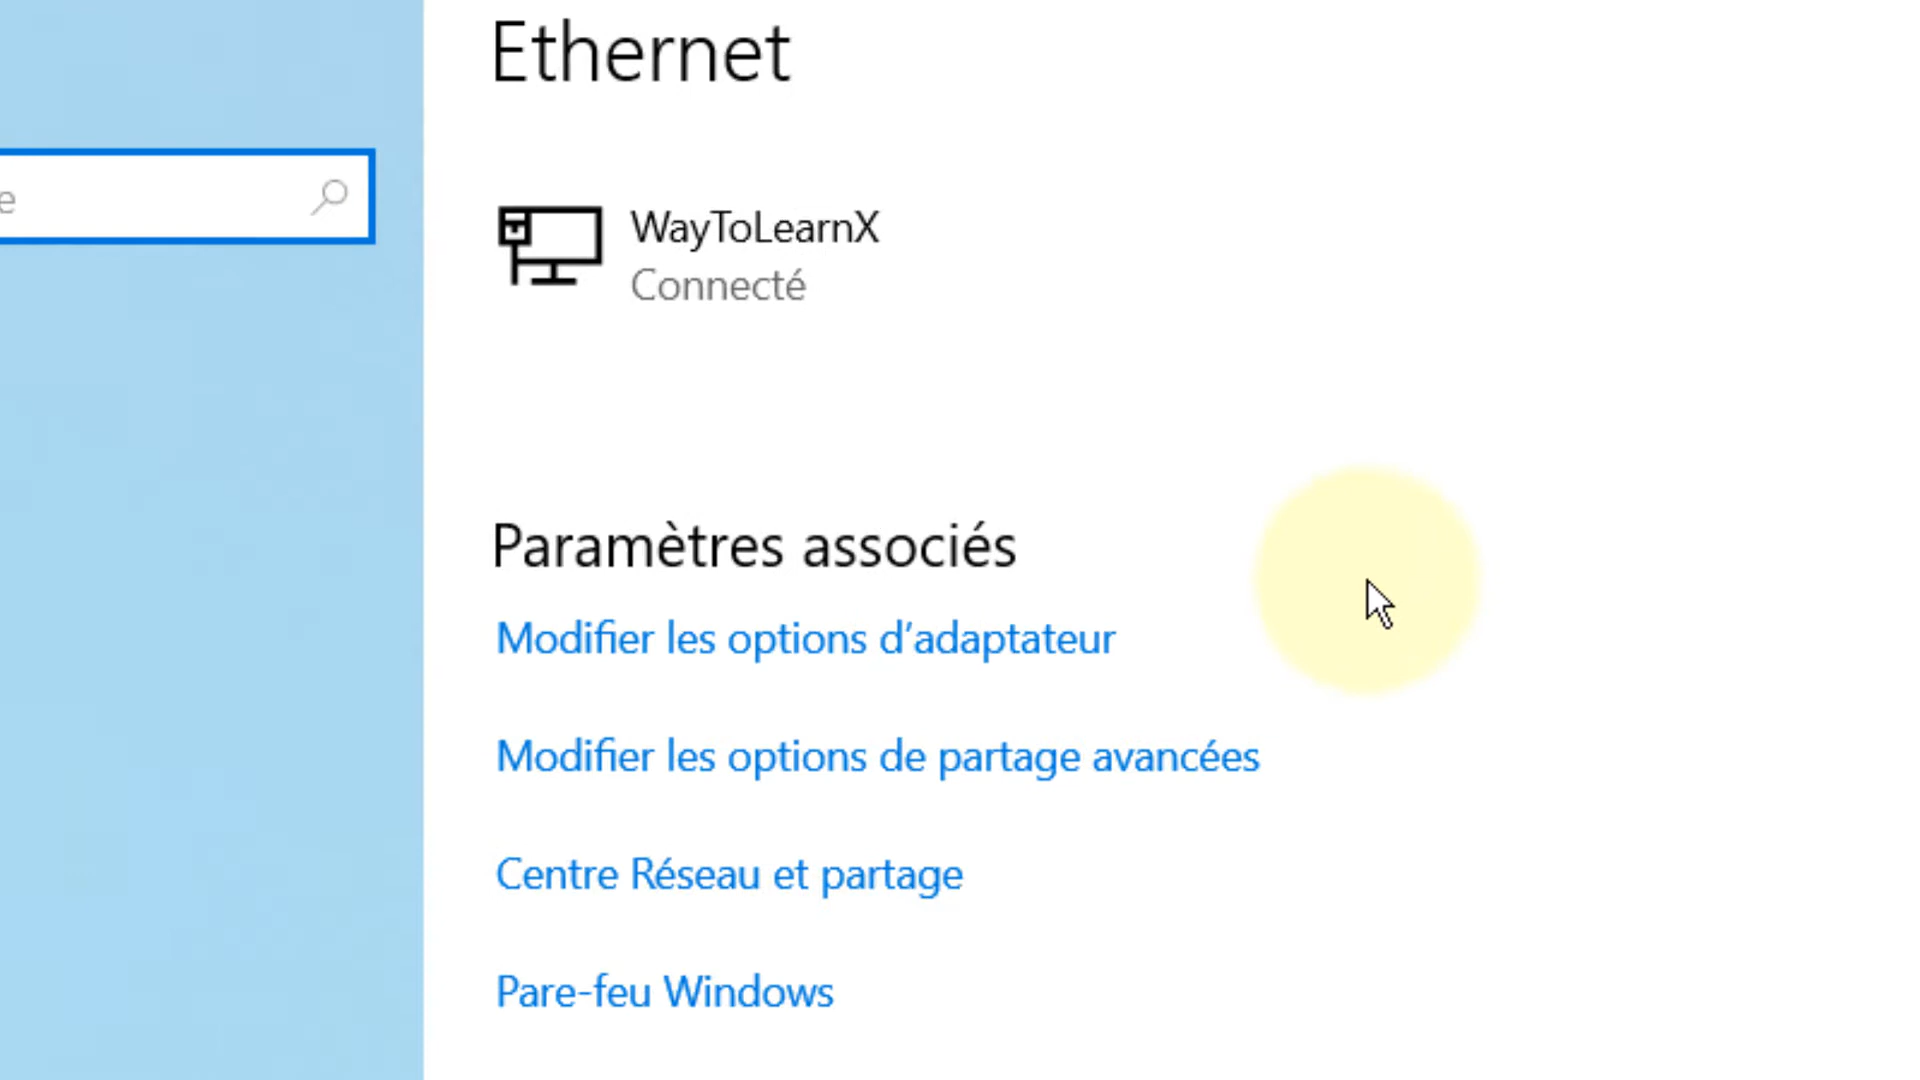 Ethernet
e
WayToLearnX
Connecté
Paramètres associés
Modifier les options d’adaptateur
Modifier les options de partage avancées
Centre Réseau et partage
Pare-feu Windows